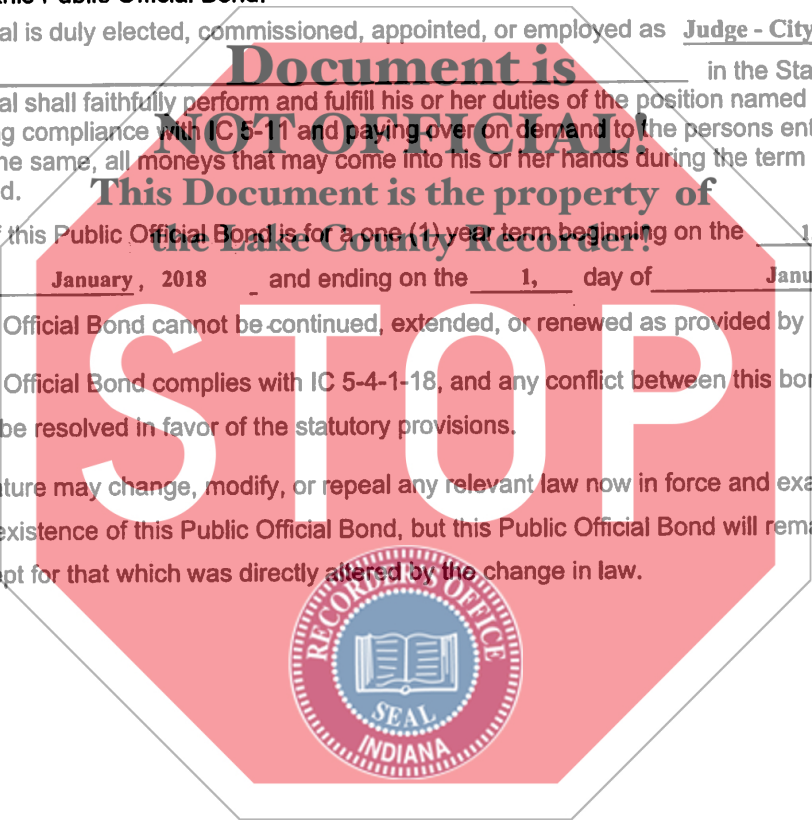 this Public Official Bond.
al is duly elected, commissioned, appointed, or employed as Judge - City
Document is
in the Sta
al shall faithfully perform and fulfill his or her duties of the position named
NOT OFFICIAL!
g compliance with IC 5-11 and paying over on demand to the persons ent
he same, all moneys that may come into his or her hands during the term
d.
This Document is the property of
the Lake County Recorder!
f this Public Official Bond is for a one (1) year term beginning on the 1
January, 2018 and ending on the 1, day of Janu
Official Bond cannot be continued, extended, or renewed as provided by
Official Bond complies with IC 5-4-1-18, and any conflict between this bon
be resolved in favor of the statutory provisions.
STOP
ture may change, modify, or repeal any relevant law now in force and exa
existence of this Public Official Bond, but this Public Official Bond will rema
pt for that which was directly altered by the change in law.
RECORDER'S OFFICE
SEAL
INDIANA